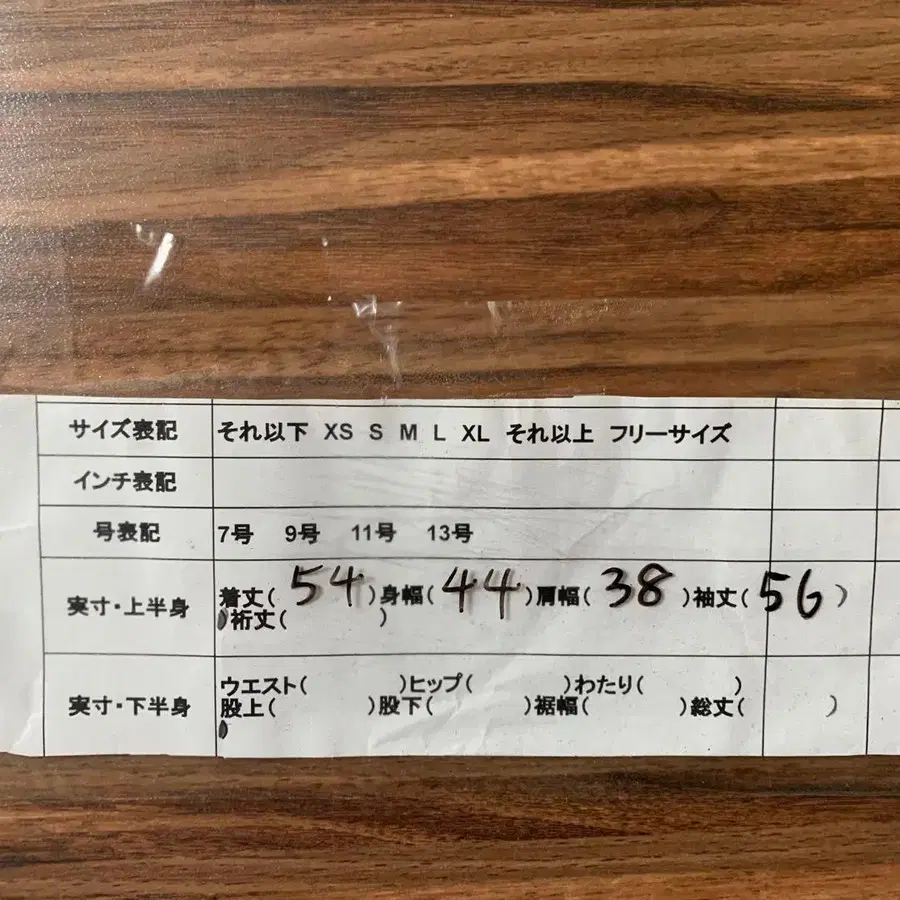 サイズ表記 それ以下 XS S M L XL それ以上 フリーサイズ
インチ表記
号表記 7号 9号 11号 13号
実寸・上半身 着丈( 54 )身幅( 44 )肩幅( 38 )袖丈( 56 )
裄丈( )
実寸・下半身 ウエスト( )ヒップ( )わたり( )
股上( )股下( )裾幅( )総丈( )